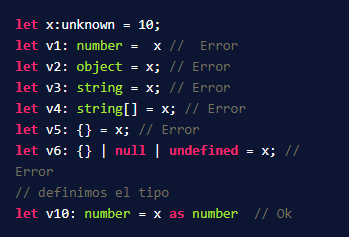 let x:unknown = 10;
let v1: number =  x //  Error
let v2: object = x; // Error
let v3: string = x; // Error
let v4: string[] = x; // Error
let v5: {} = x; // Error
let v6: {} | null | undefined = x; //
Error
// definimos el tipo
let v10: number = x as number  // Ok